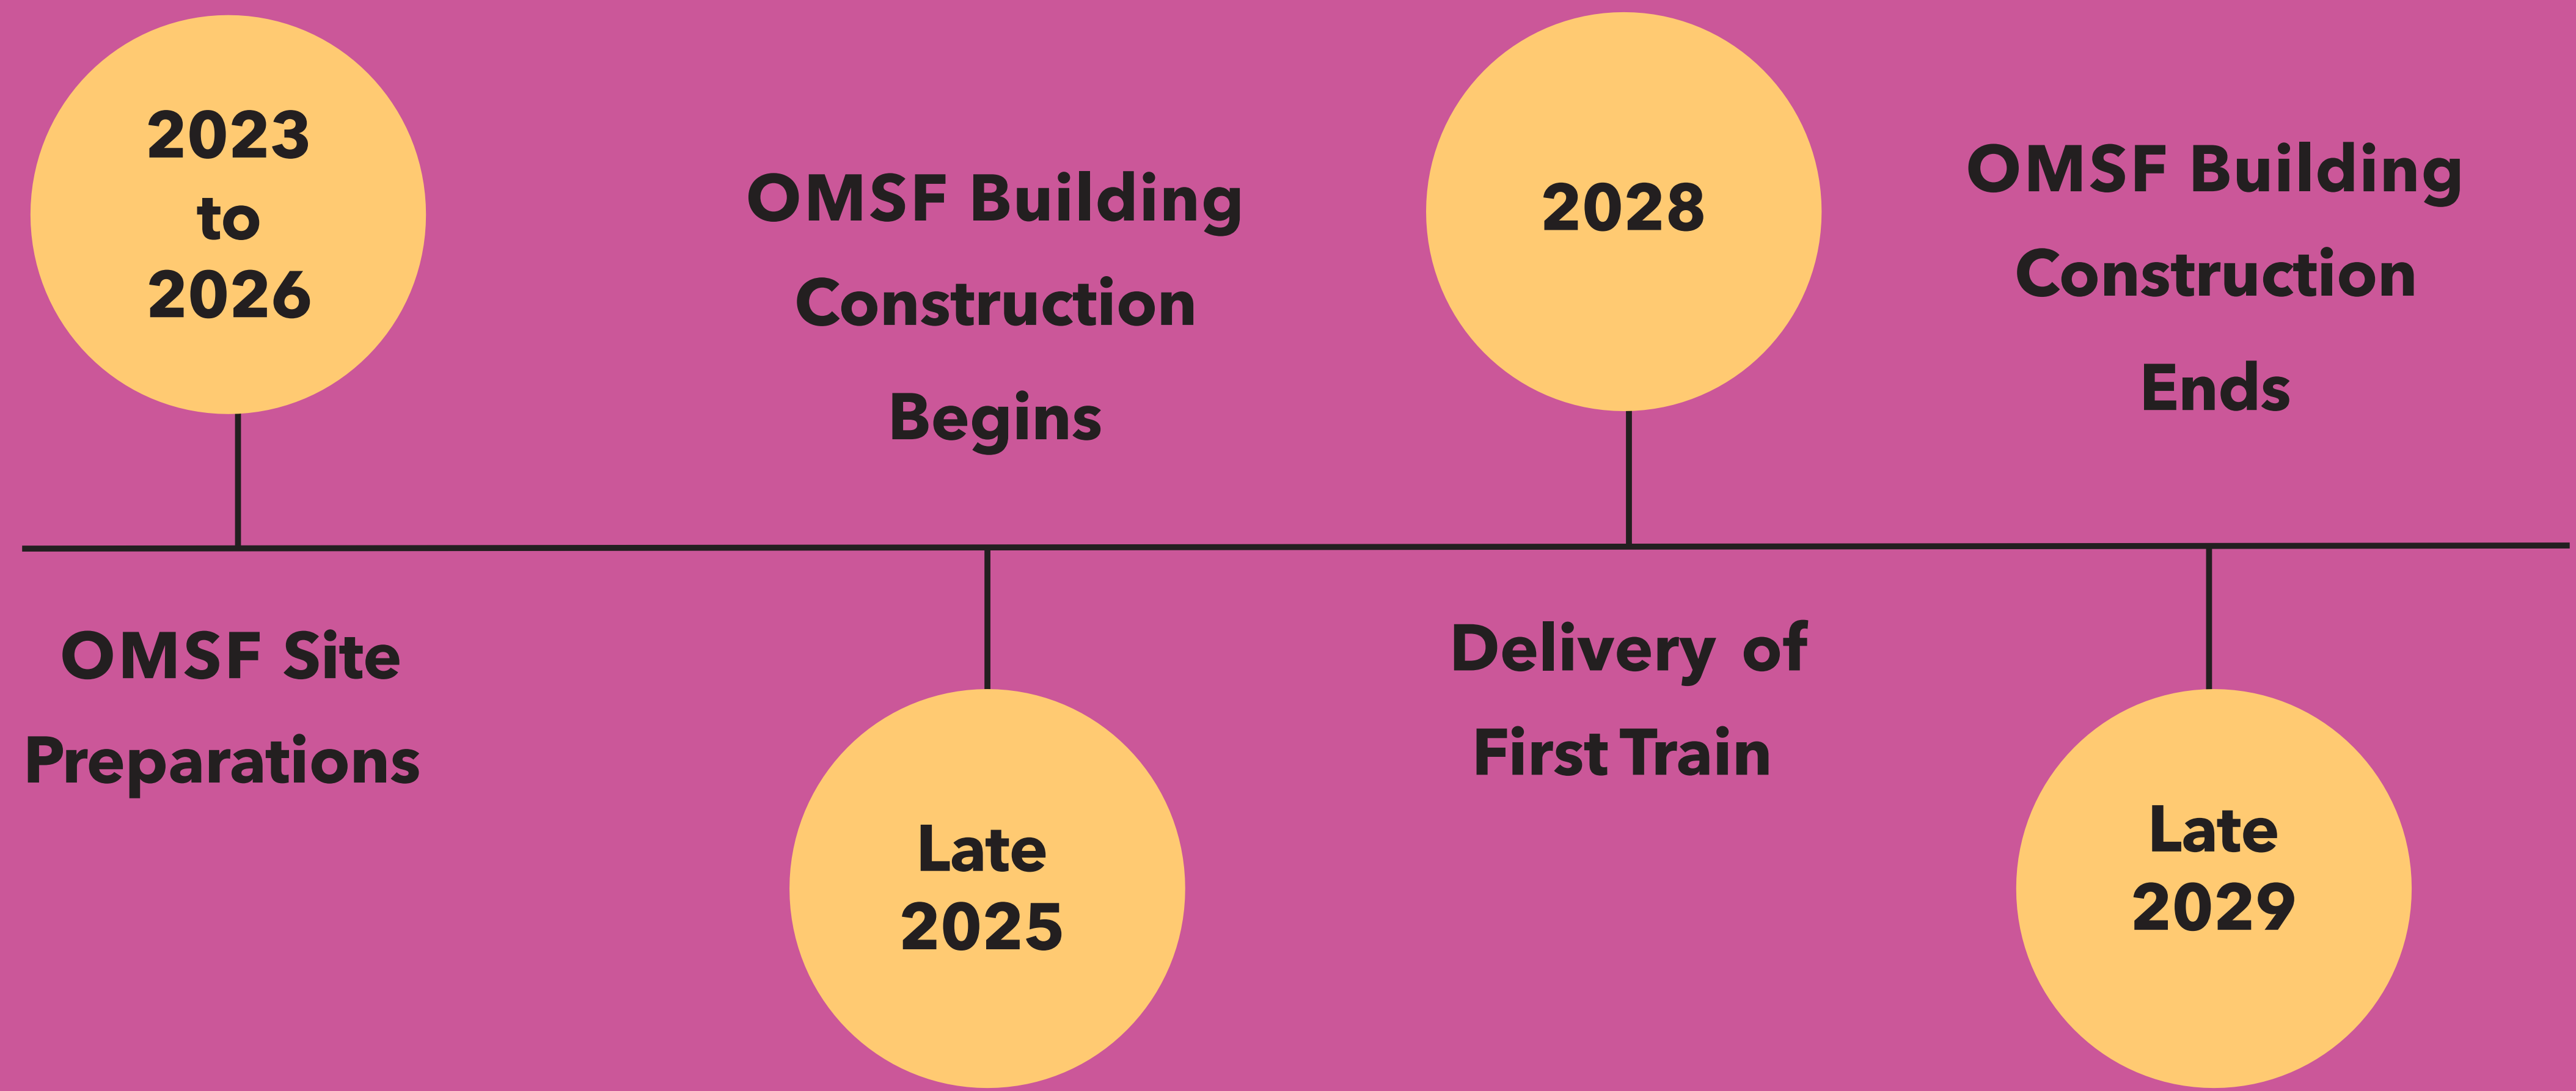 2023
to
2026
OMSF Site
Preparations
OMSF Building
Construction
Begins
Late
2025
2028
Delivery of
First Train
OMSF Building
Construction
Ends
Late
2029